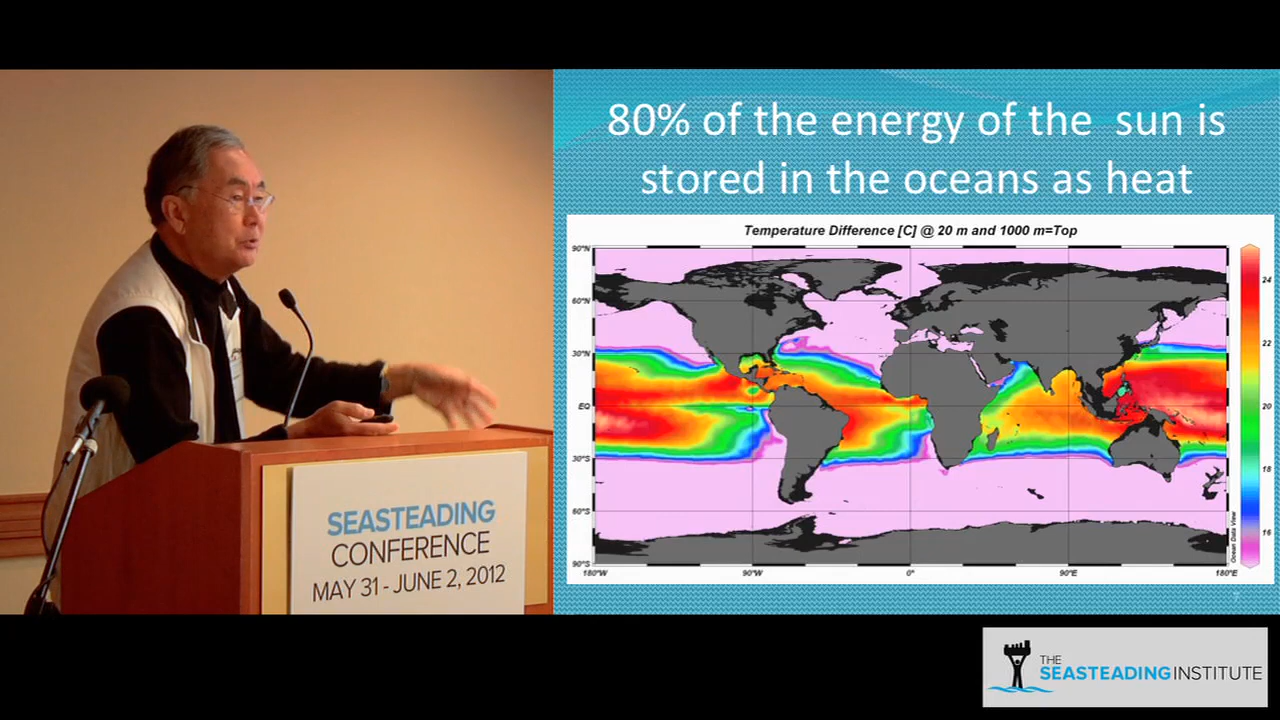 80% of the energy of the sun is
stored in the oceans as heat
Temperature Difference [C] @ 20 m and 1000 m=Top
90°N
60°N
30°N
EQ
30°S
60°S
90°S
180°W
90°W
0°
90°E
180°E
24
22
20
18
16
Ocean Data View
7
SEASTEADING
CONFERENCE
MAY 31 - JUNE 2, 2012
THE
SEASTEADING INSTITUTE